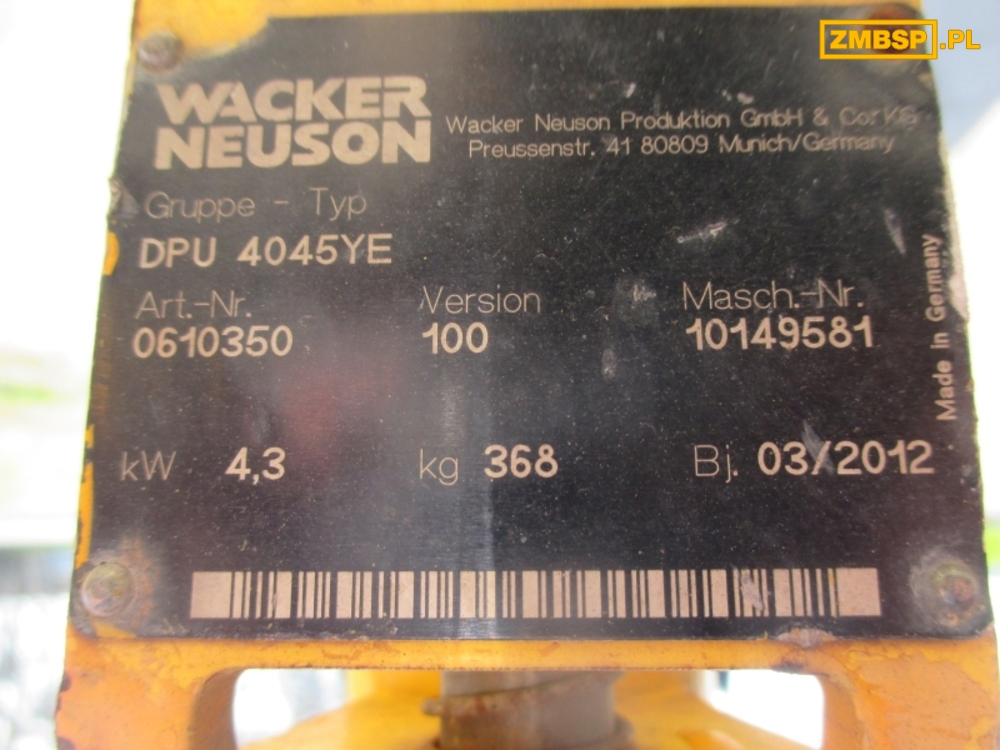 ZMBSP.PL
WACKER
NEUSON
Wacker Neuson Produktion GmbH & Co. KG
Preussenstr. 41 80809 Munich/Germany
Gruppe - Typ
DPU 4045YE
Art.-Nr. Version Masch.-Nr.
0610350 100 10149581
kW 4,3 kg 368 Bj. 03/2012
Made in Germany